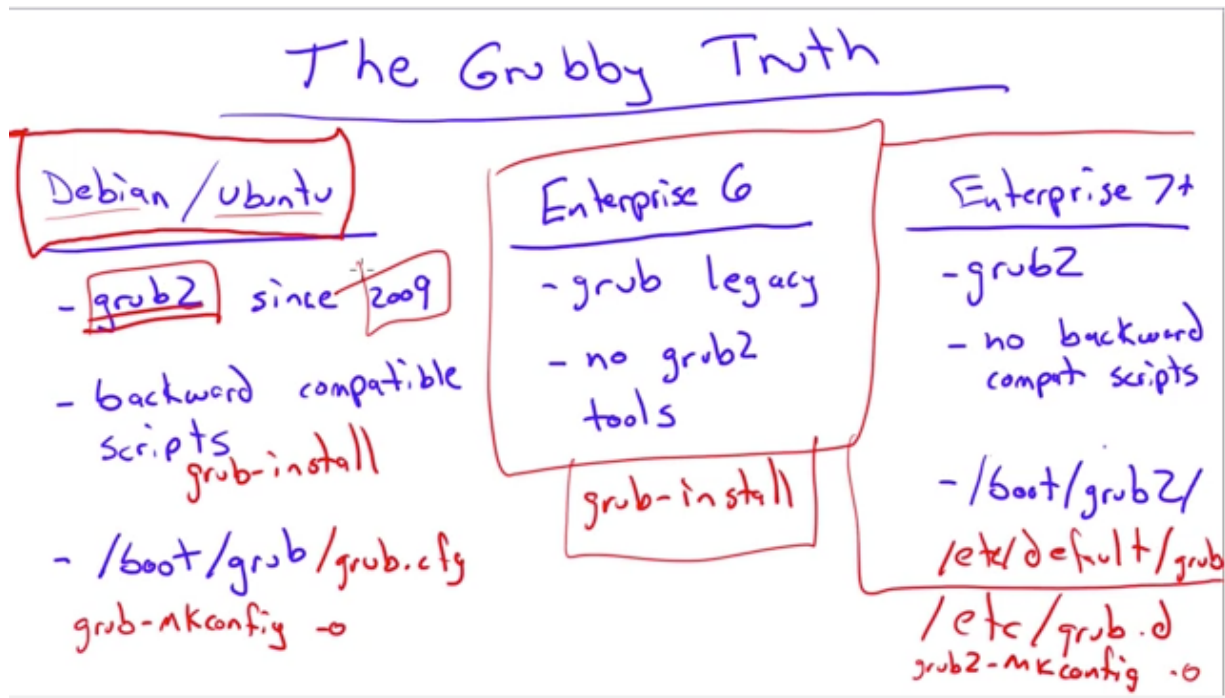 The Grubby Truth
Debian / Ubuntu
- grub2 since 2009
- backward compatible
scripts
grub-install
- /boot/grub/grub.cfg
grub-mkconfig -o
Enterprise 6
- grub legacy
- no grub2
tools
grub-install
Enterprise 7+
- grub2
- no backward
compat scripts
- /boot/grub2/
/etc/default/grub
/etc/grub.d
grub2-mkconfig -o